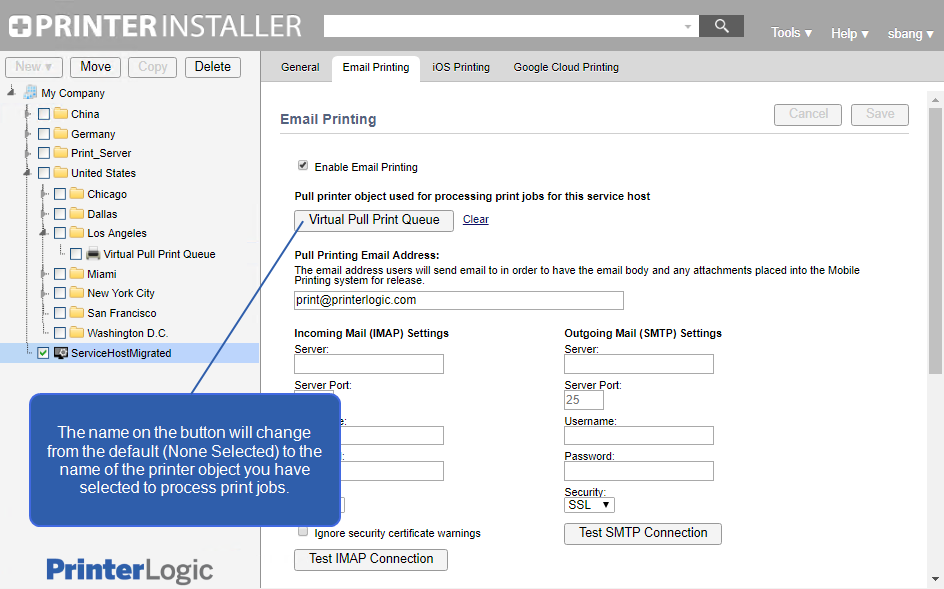 PRINTER INSTALLER
Tools ▾ Help ▾ sbang ▾
New ▾ Move Copy Delete
General Email Printing iOS Printing Google Cloud Printing
My Company
China
Germany
Print_Server
United States
Chicago
Dallas
Los Angeles
Virtual Pull Print Queue
Miami
New York City
San Francisco
Washington D.C.
ServiceHostMigrated
Email Printing
Cancel Save
Enable Email Printing
Pull printer object used for processing print jobs for this service host
Virtual Pull Print Queue Clear
Pull Printing Email Address:
The email address users will send email to in order to have the email body and any attachments placed into the Mobile
Printing system for release.
print@printerlogic.com
Incoming Mail (IMAP) Settings
Server:
Server Port:
Ignore security certificate warnings
Test IMAP Connection
Outgoing Mail (SMTP) Settings
Server:
Server Port:
25
Username:
Password:
Security:
SSL ▼
Test SMTP Connection
The name on the button will change
from the default (None Selected) to the
name of the printer object you have
selected to process print jobs.
PrinterLogic